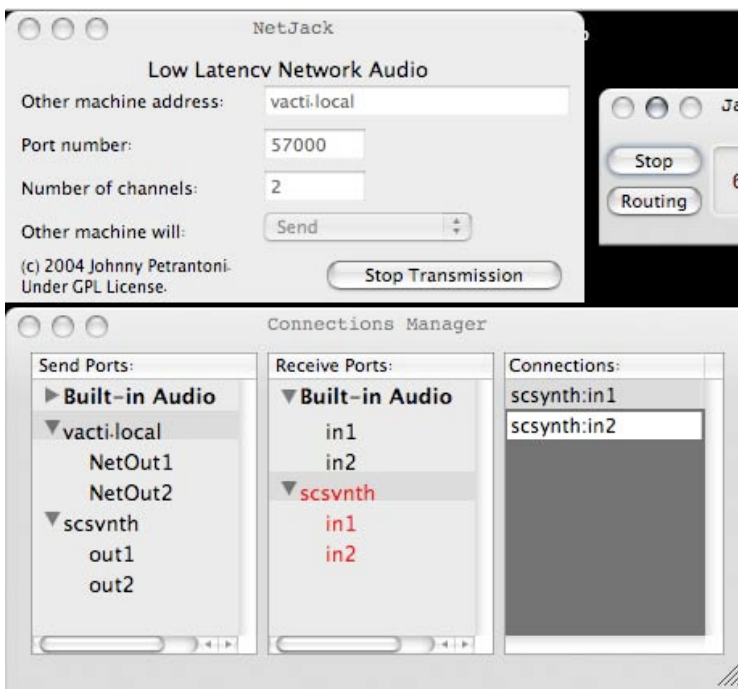 NetJack
Low Latency Network Audio
Other machine address: vacti.local
Port number: 57000
Number of channels: 2
Other machine will: Send
(c) 2004 Johnny Petrantoni.
Under GPL License.
Stop Transmission
Ja
Stop
Routing
6
Connections Manager
Send Ports:
Built-in Audio
vacti.local
NetOut1
NetOut2
scsynth
out1
out2
Receive Ports:
Built-in Audio
in1
in2
scsynth
in1
in2
Connections:
scsynth:in1
scsynth:in2